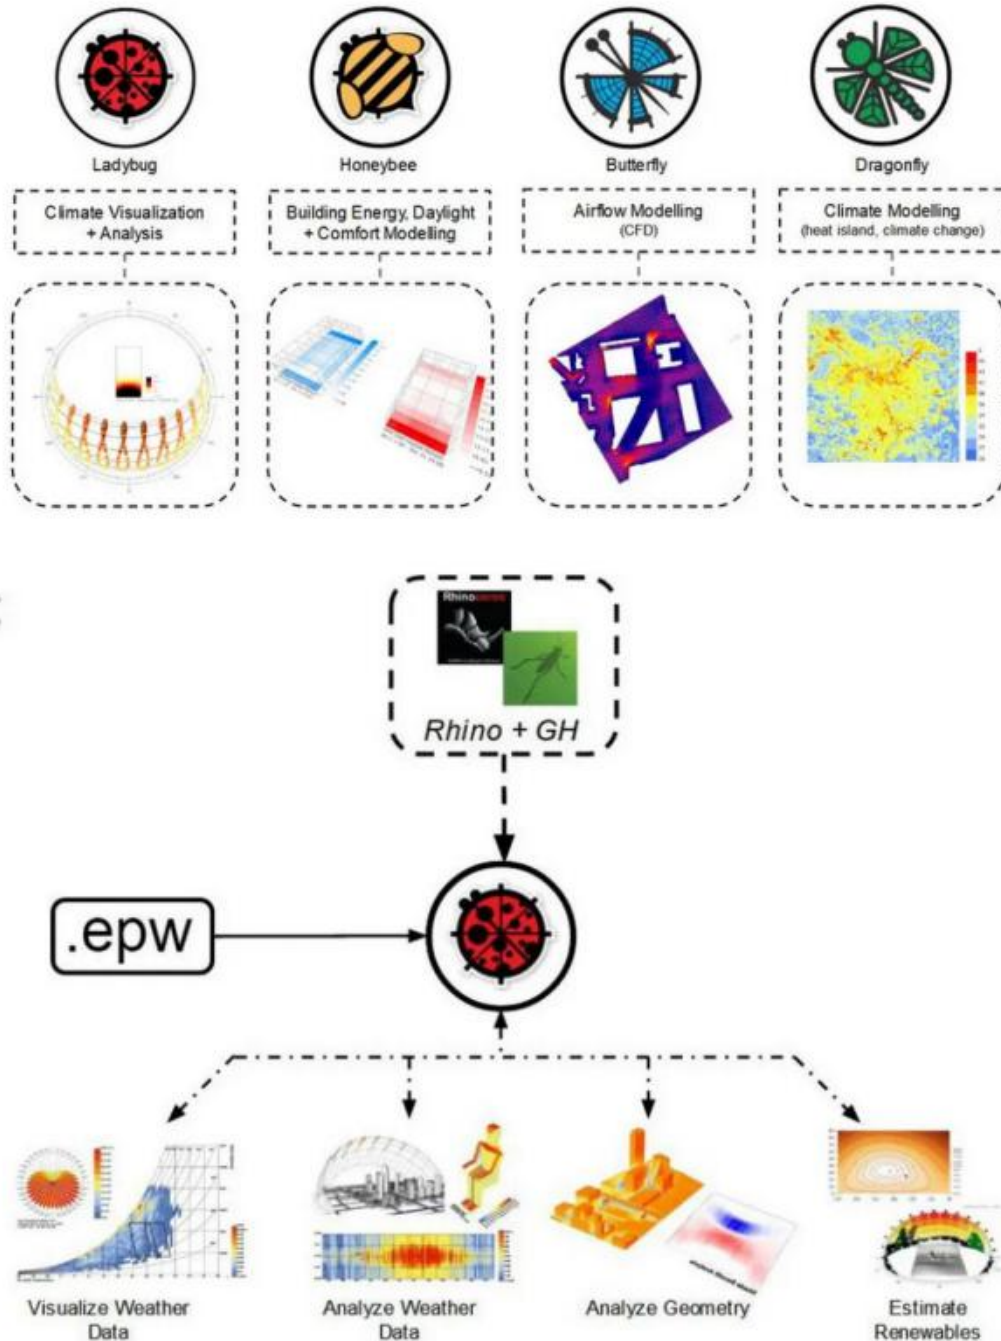 Ladybug
Honeybee
Butterfly
Dragonfly
Climate Visualization
+ Analysis
Building Energy, Daylight
+ Comfort Modelling
Airflow Modelling
(CFD)
Climate Modelling
(heat island, climate change)
Rhinoceros
Rhino + GH
.epw
Visualize Weather
Data
Analyze Weather
Data
Analyze Geometry
Estimate
Renewables